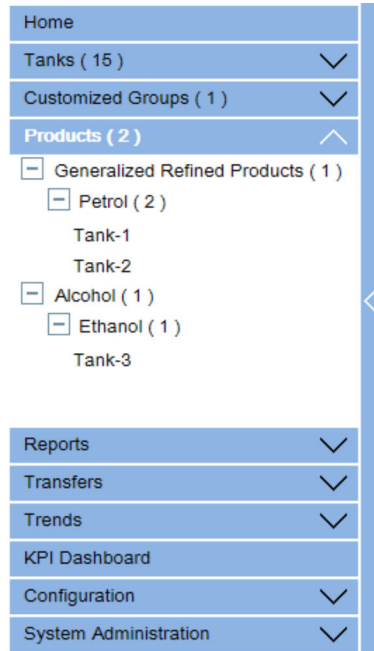 Home
Tanks ( 15 )
Customized Groups ( 1 )
Products ( 2 )
Generalized Refined Products ( 1 )
Petrol ( 2 )
Tank-1
Tank-2
Alcohol ( 1 )
Ethanol ( 1 )
Tank-3
Reports
Transfers
Trends
KPI Dashboard
Configuration
System Administration